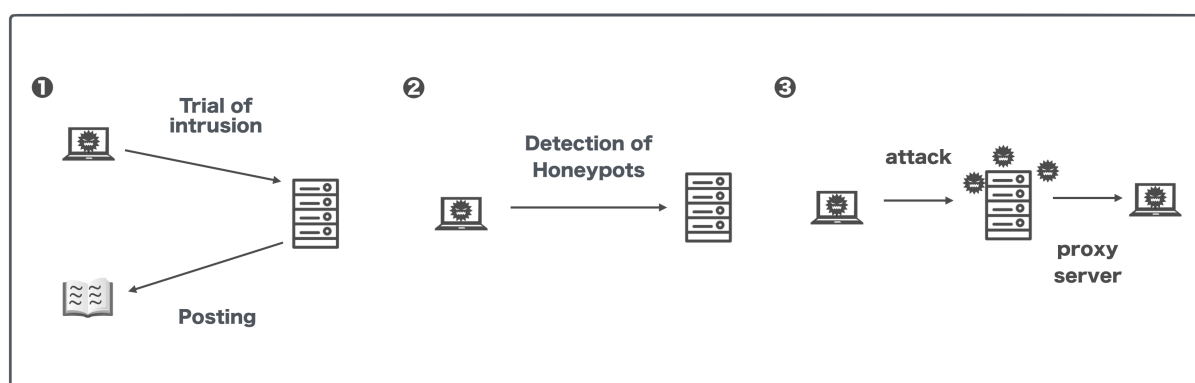 ❶
Trial of
intrusion
Posting
❷
Detection of
Honeypots
❸
attack
proxy
server